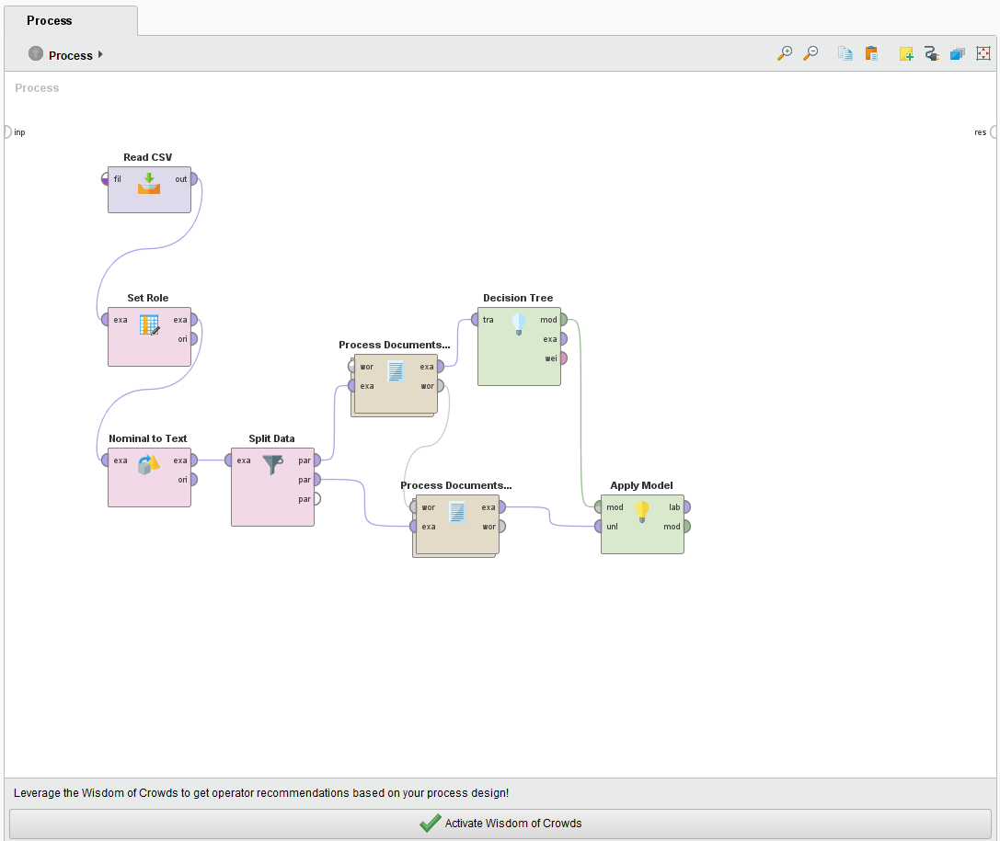 Process
Process
Process
inp
res
Read CSV
fil out
Set Role
exa exa
ori
Decision Tree
tra mod
exa
wei
Process Documents...
wor exa
exa wor
Nominal to Text
exa exa
ori
Split Data
exa par
par
par
Process Documents...
wor exa
exa wor
Apply Model
mod lab
unl mod
Leverage the Wisdom of Crowds to get operator recommendations based on your process design!
Activate Wisdom of Crowds